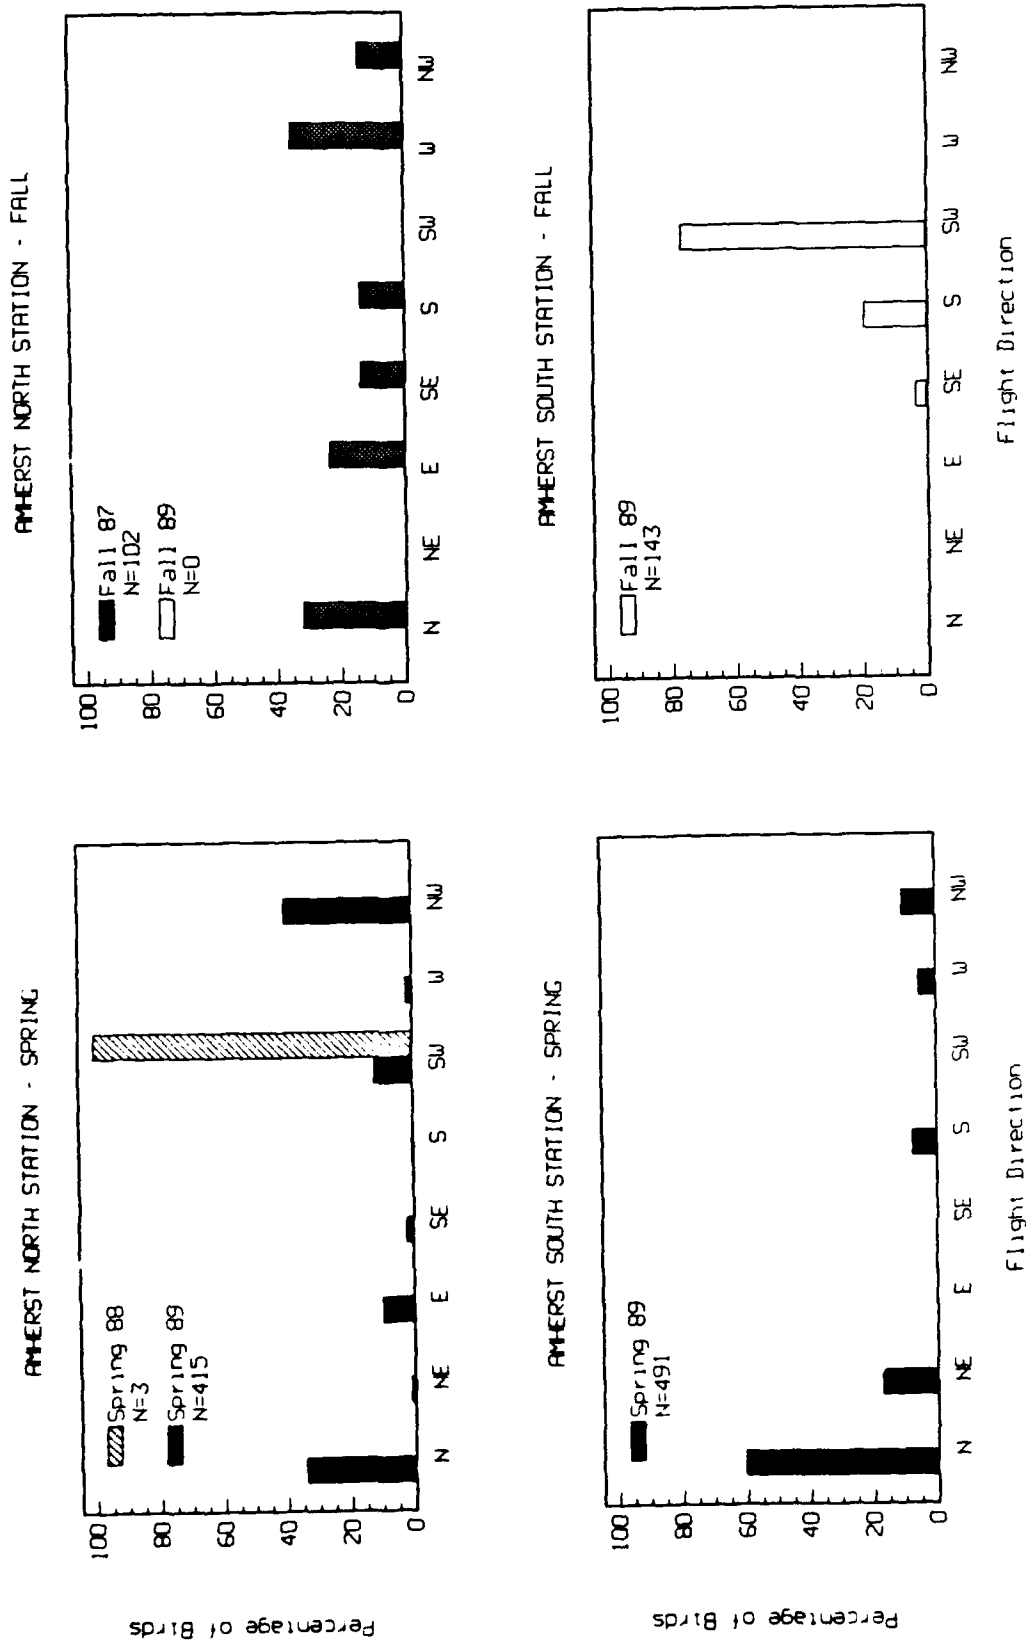 AMHERST NORTH STATION - SPRING
Percentage of Birds
100
80
60
40
20
0
Spring 88
N=3
Spring 89
N=415
N NE E SE S SW W NW
AMHERST NORTH STATION - FALL
100
80
60
40
20
0
Fall 87
N=102
Fall 89
N=0
N NE E SE S SW W NW
AMHERST SOUTH STATION - SPRING
Percentage of Birds
100
80
60
40
20
0
Spring 89
N=491
N NE E SE S SW W NW
Flight Direction
AMHERST SOUTH STATION - FALL
100
80
60
40
20
0
Fall 89
N=143
N NE E SE S SW W NW
Flight Direction